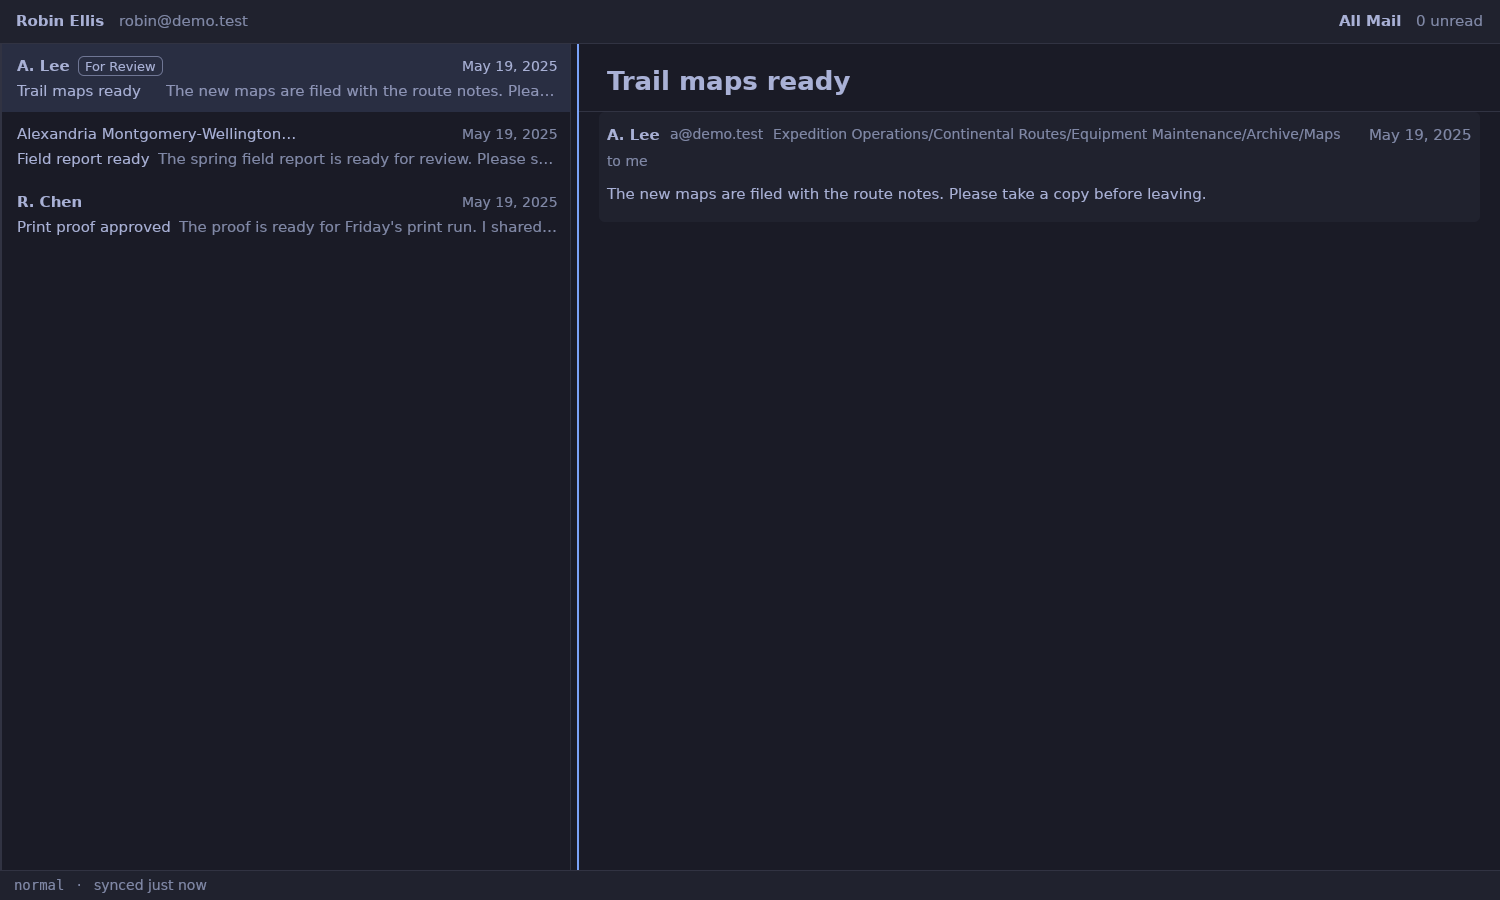 Robin Ellis robin@demo.test
All Mail 0 unread
A. Lee For Review May 19, 2025
Trail maps ready The new maps are filed with the route notes. Plea…
Alexandria Montgomery-Wellington… May 19, 2025
Field report ready The spring field report is ready for review. Please s…
R. Chen May 19, 2025
Print proof approved The proof is ready for Friday's print run. I shared…
Trail maps ready
A. Lee a@demo.test Expedition Operations/Continental Routes/Equipment Maintenance/Archive/Maps May 19, 2025
to me
The new maps are filed with the route notes. Please take a copy before leaving.
normal · synced just now